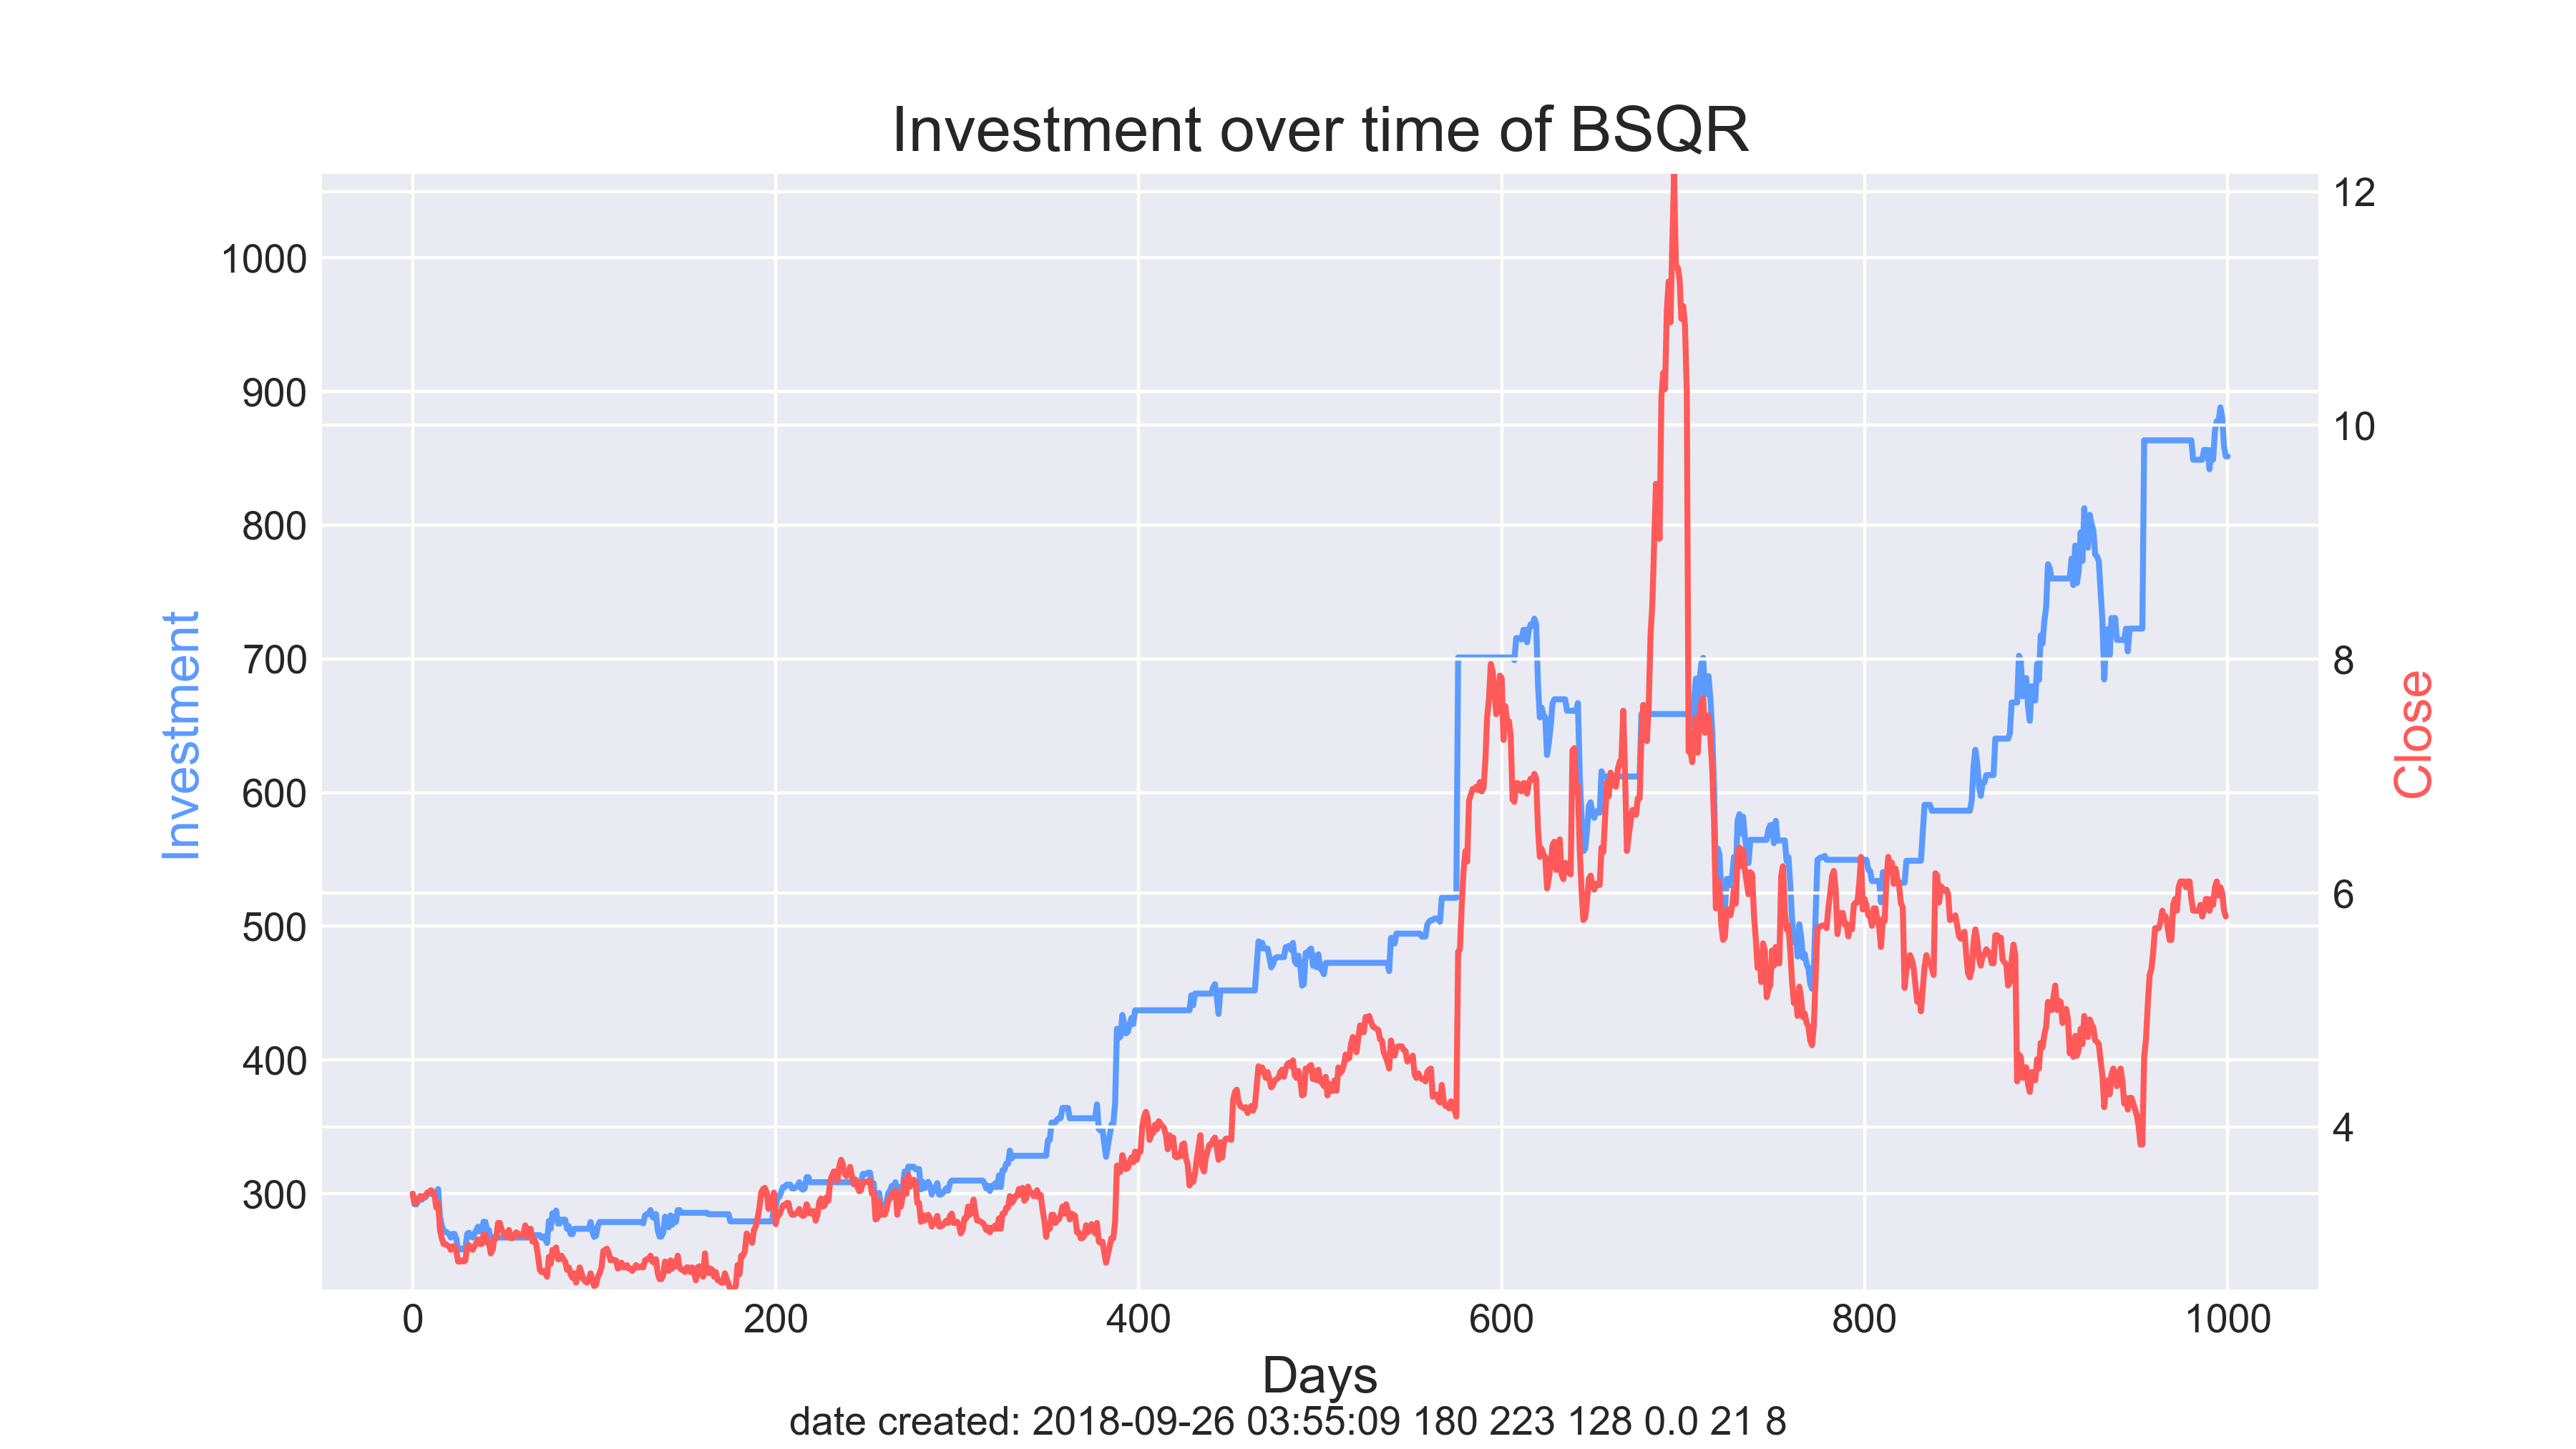 Investment over time of BSQR
1000
900
800
700
600
500
400
300
12
10
8
6
4
Investment
Close
0 200 400 600 800 1000
Days
date created: 2018-09-26 03:55:09 180 223 128 0.0 21 8